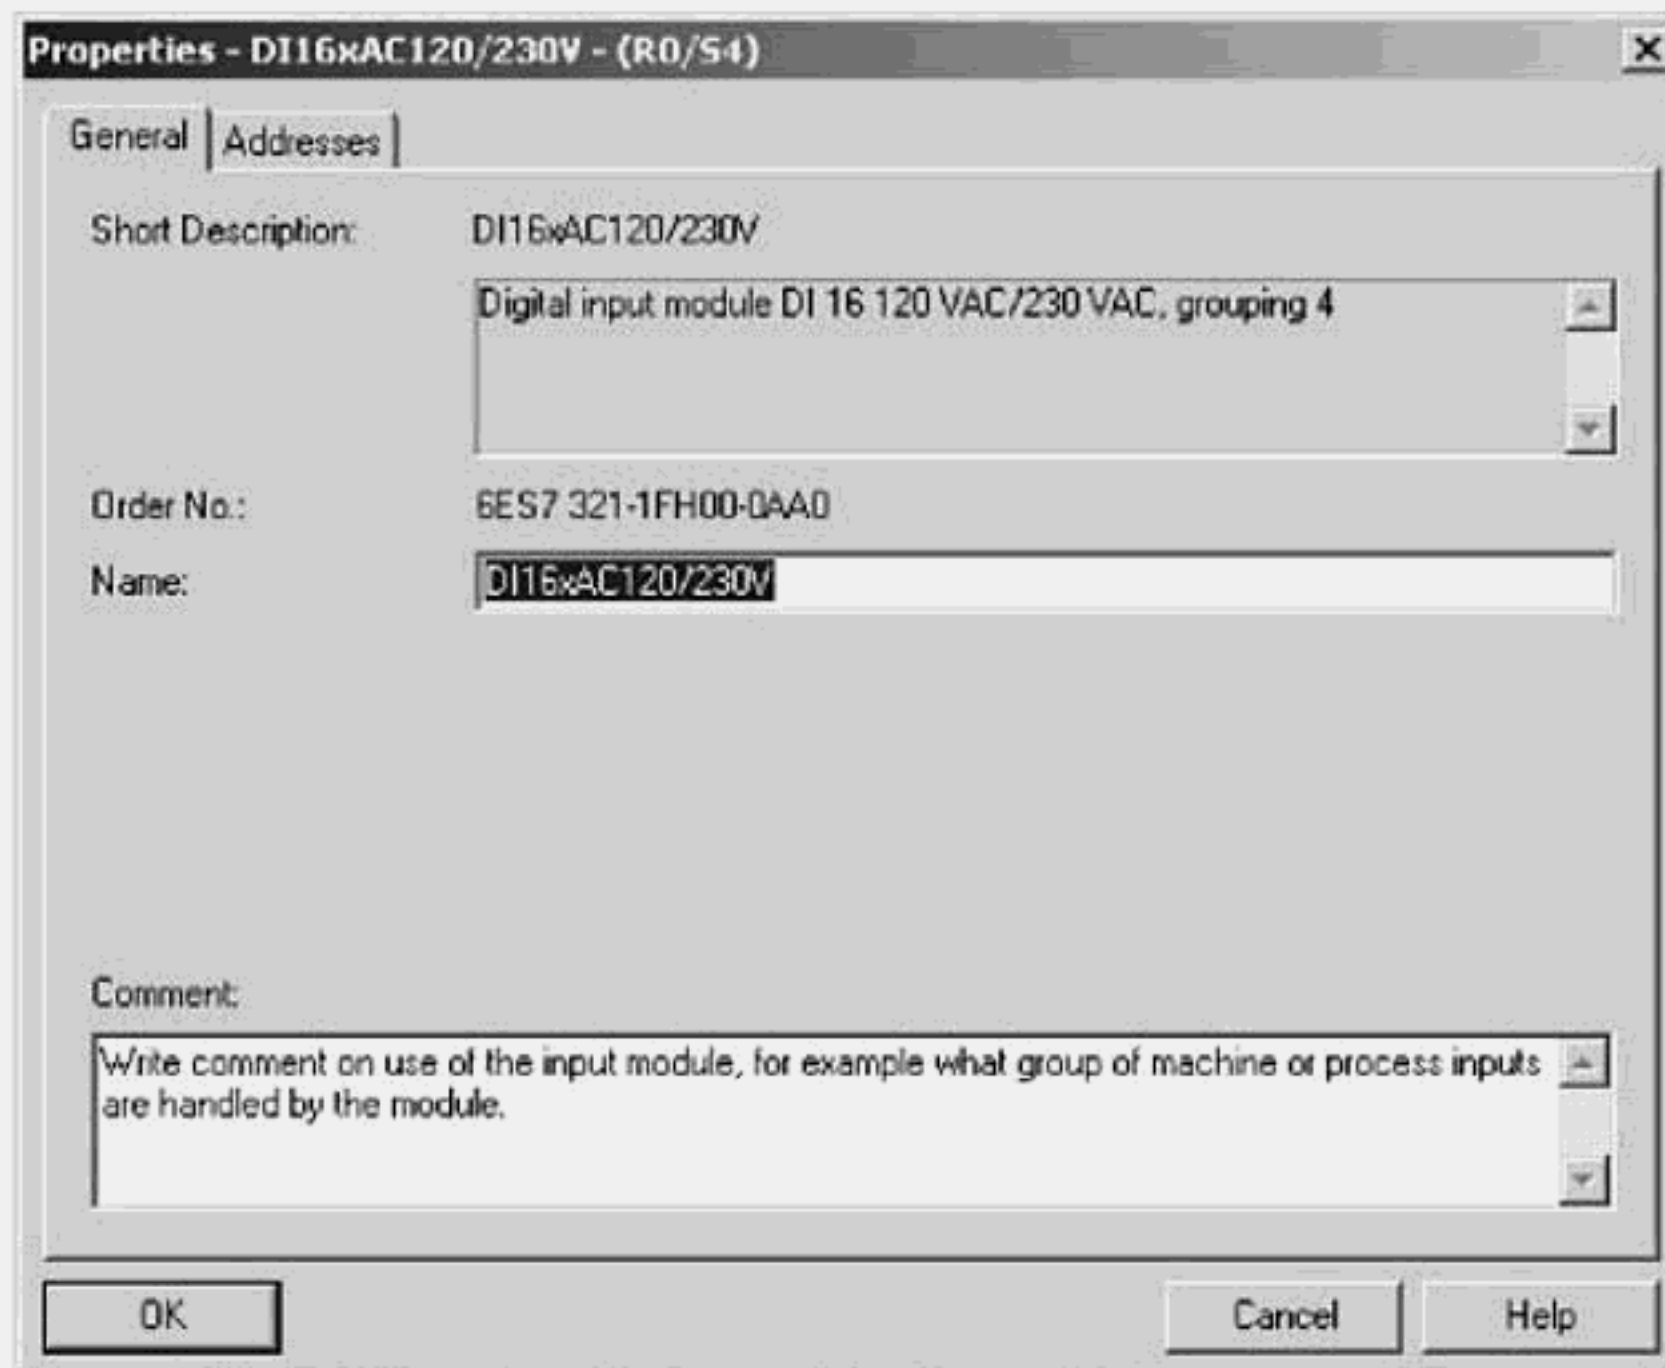 Properties - DI16xAC120/230V - (R0/S4)
General Addresses
Short Description: DI16xAC120/230V
Digital input module DI 16 120 VAC/230 VAC, grouping 4
Order No.: 6ES7 321-1FH00-0AA0
Name: DI16xAC120/230V
Comment:
Write comment on use of the input module, for example what group of machine or process inputs
are handled by the module.
OK Cancel Help